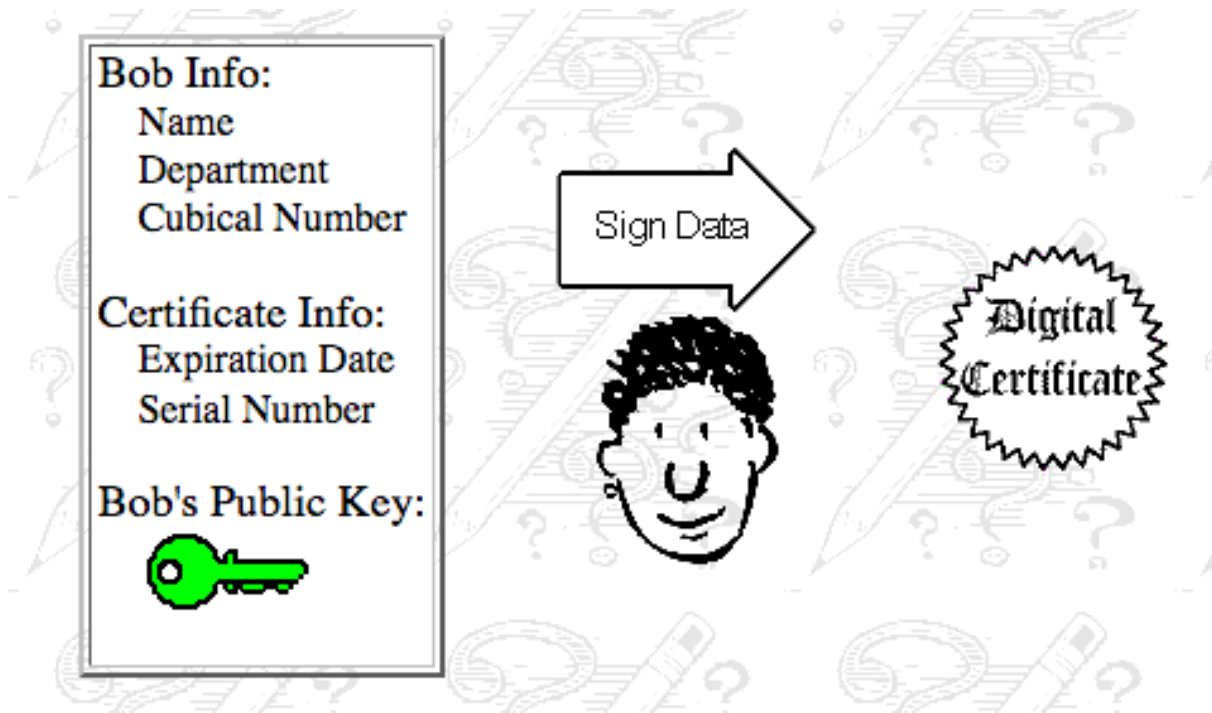 Bob Info:
Name
Department
Cubical Number
Certificate Info:
Expiration Date
Serial Number
Bob's Public Key:
Sign Data
Digital
Certificate